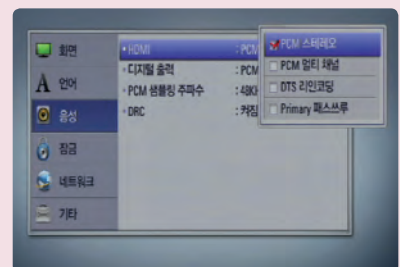 화면
언어
음성
잠금
네트워크
기타
• HDMI : PCM
• 디지털 출력 : PCM
• PCM 샘플링 주파수 : 48KH
• DRC : 켜짐
PCM 스테레오
PCM 멀티 채널
DTS 리인코딩
Primary 패스쓰루